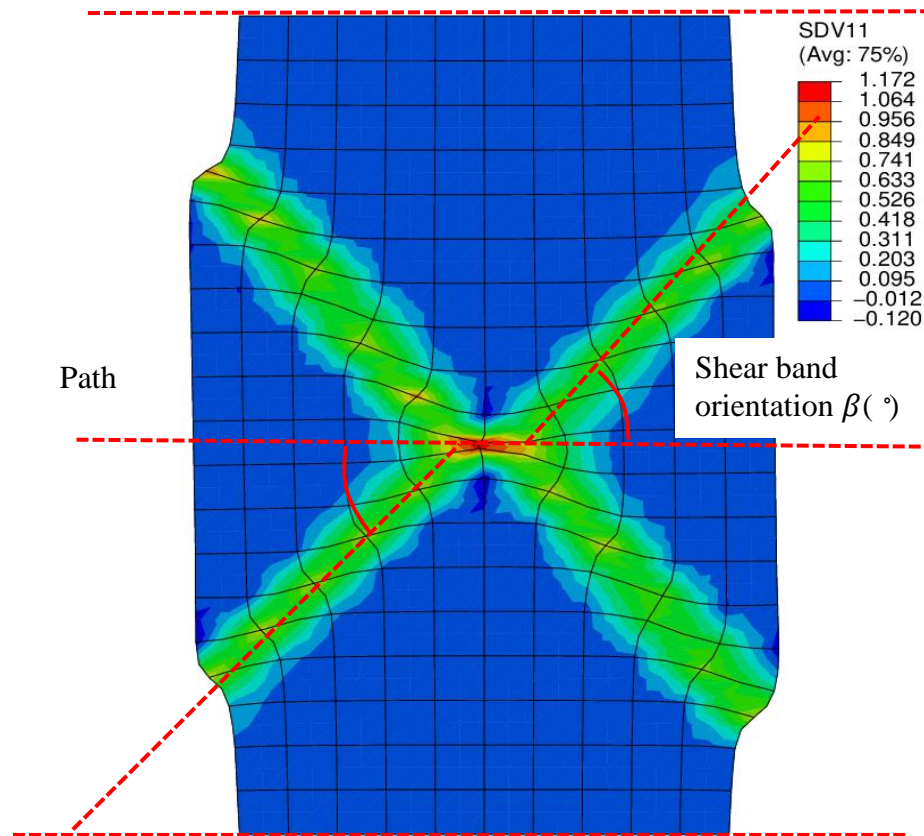 SDV11
(Avg: 75%)
1.172
1.064
0.956
0.849
0.741
0.633
0.526
0.418
0.311
0.203
0.095
−0.012
−0.120
Path
Shear band
orientation β( °)